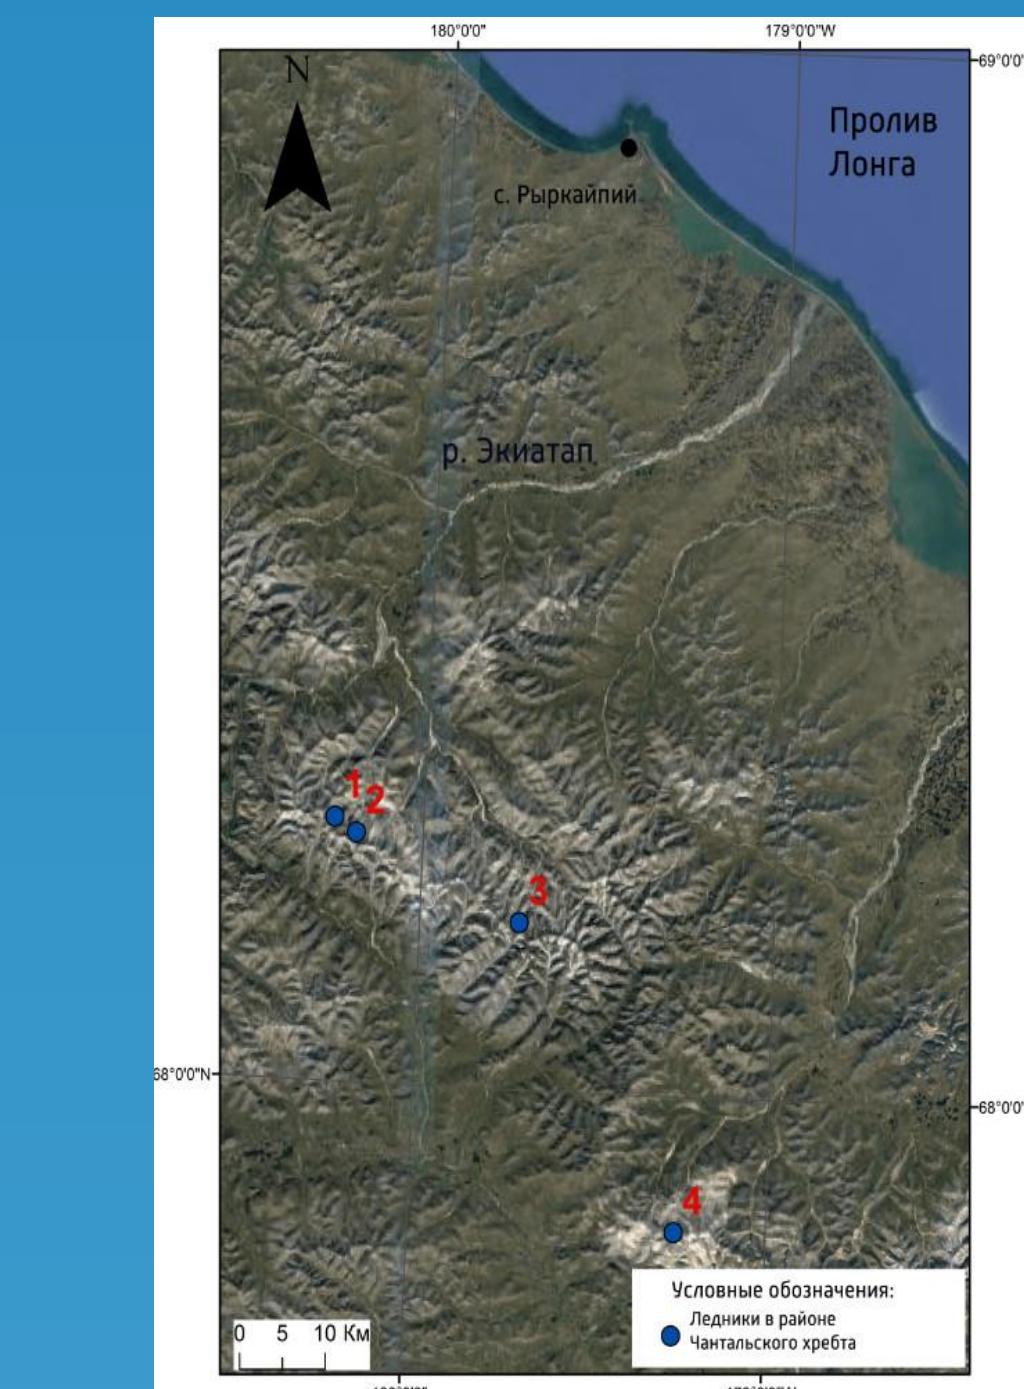 180°0'0"
179°0'0"W
N
69°0'0"
Пролив
Лонга
с. Рыркайпий
р. Экиатап
1
2
3
68°0'0"N
68°0'0"
4
Условные обозначения:
Ледники в районе
Чантальского хребта
0 5 10 Км